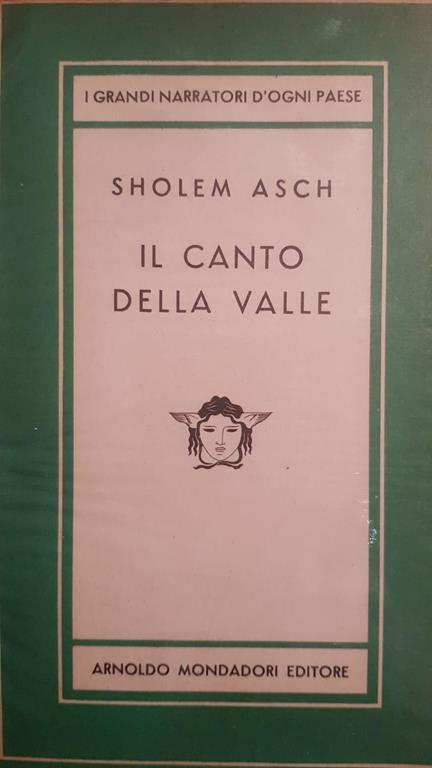 I GRANDI NARRATORI D'OGNI PAESE
SHOLEM ASCH
IL CANTO
DELLA VALLE
ARNOLDO MONDADORI EDITORE